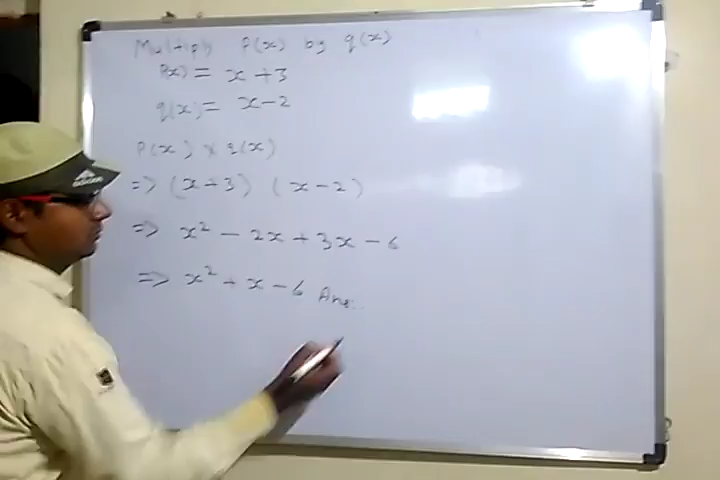 Multiply P(x) by q(x)
P(x) = x + 3
q(x) = x - 2
P(x) x q(x)
=> (x + 3) (x - 2)
=> x² - 2x + 3x - 6
=> x² + x - 6 Ans.